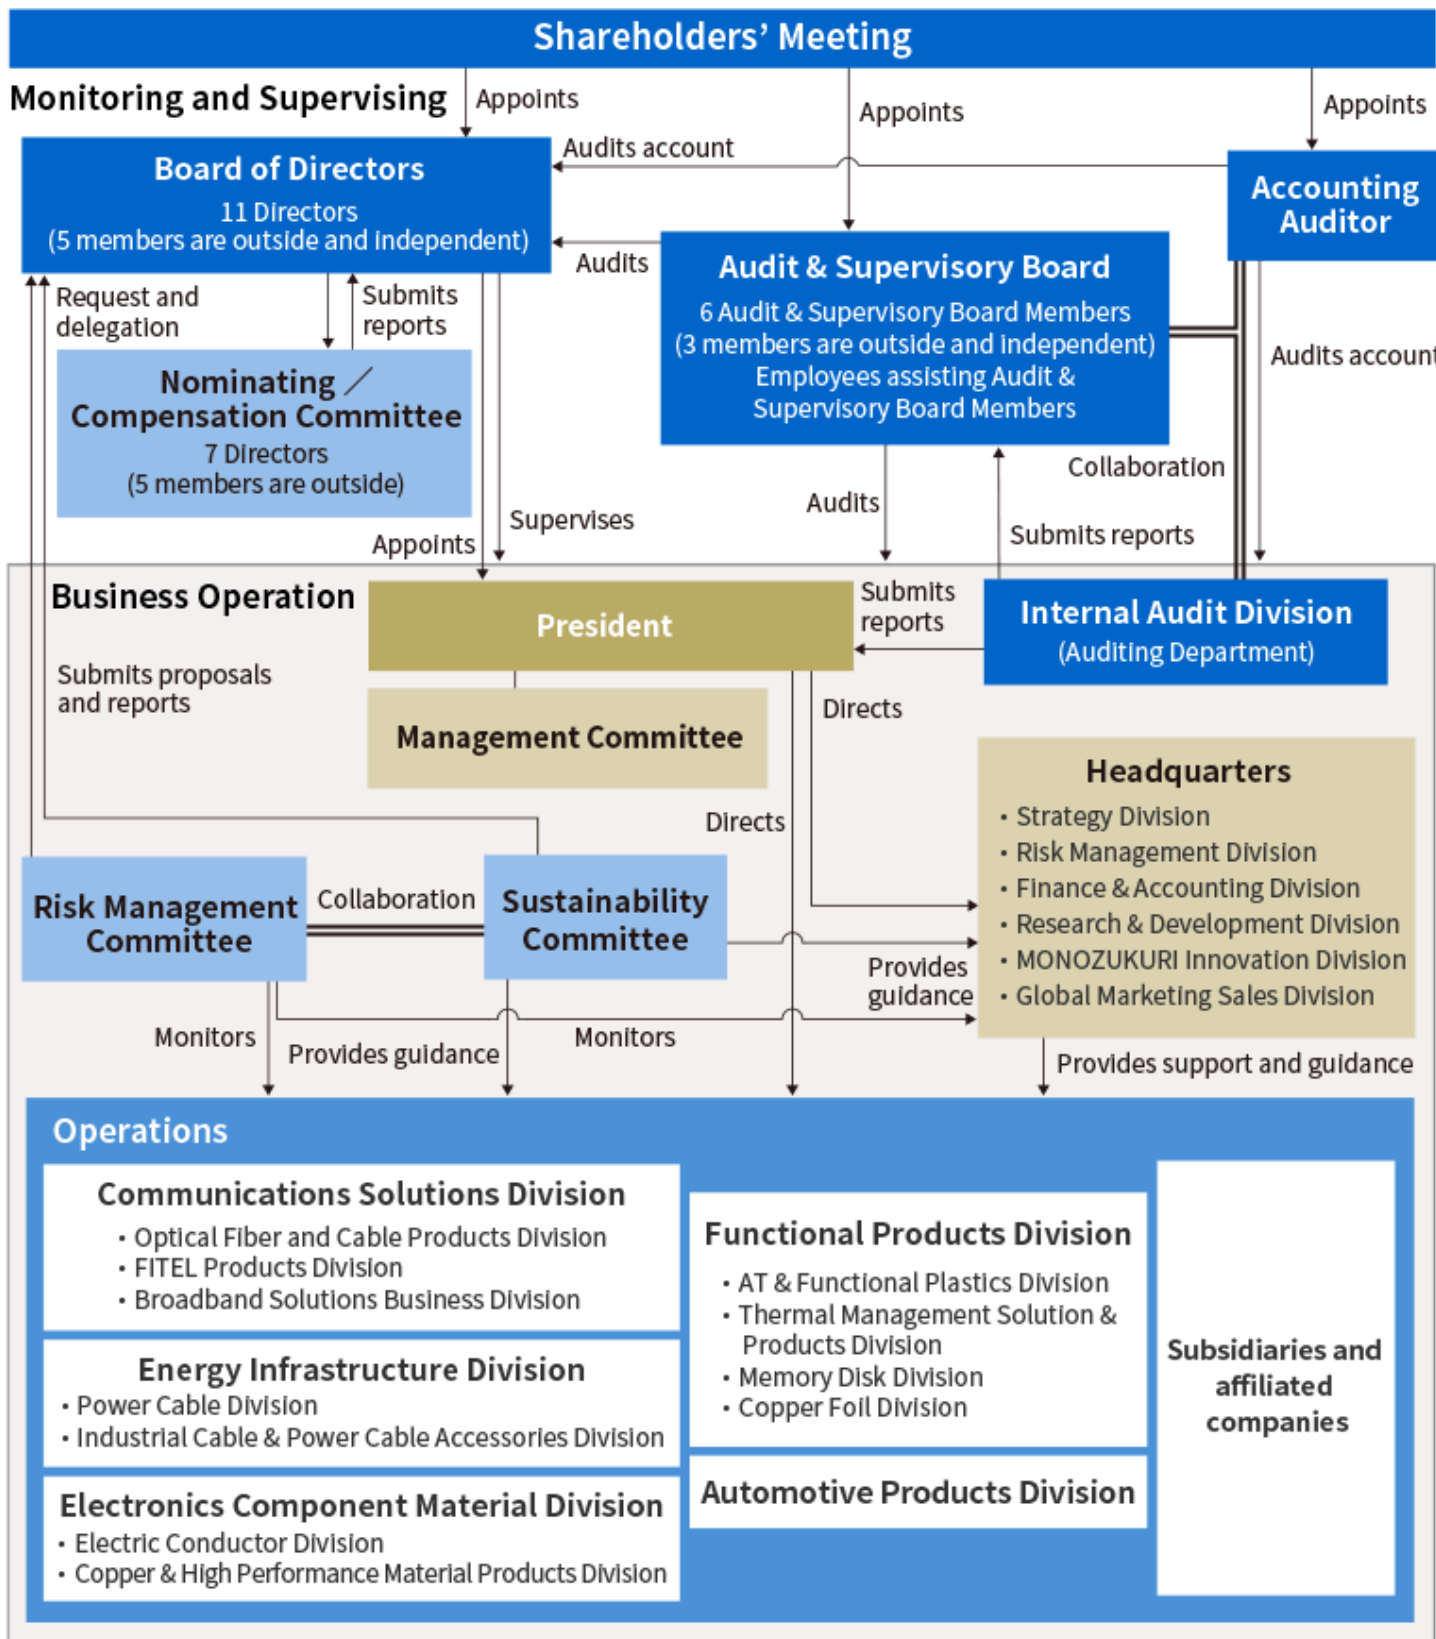 Shareholders’ Meeting
Monitoring and Supervising
Appoints
Appoints
Appoints
Board of Directors
11 Directors
(5 members are outside and independent)
Audits account
Accounting
Auditor
Audits
Audit & Supervisory Board
6 Audit & Supervisory Board Members
(3 members are outside and independent)
Employees assisting Audit &
Supervisory Board Members
Request and
delegation
Submits
reports
Audits account
Nominating ／
Compensation Committee
7 Directors
(5 members are outside)
Collaboration
Audits
Supervises
Appoints
Submits reports
Business Operation
President
Submits
reports
Internal Audit Division
(Auditing Department)
Submits proposals
and reports
Directs
Management Committee
Headquarters
・Strategy Division
・Risk Management Division
・Finance & Accounting Division
・Research & Development Division
・MONOZUKURI Innovation Division
・Global Marketing Sales Division
Directs
Risk Management
Committee
Collaboration
Sustainability
Committee
Provides
guidance
Monitors
Provides guidance
Monitors
Provides support and guidance
Operations
Communications Solutions Division
・Optical Fiber and Cable Products Division
・FITEL Products Division
・Broadband Solutions Business Division
Energy Infrastructure Division
・Power Cable Division
・Industrial Cable & Power Cable Accessories Division
Electronics Component Material Division
・Electric Conductor Division
・Copper & High Performance Material Products Division
Functional Products Division
・AT & Functional Plastics Division
・Thermal Management Solution &
Products Division
・Memory Disk Division
・Copper Foil Division
Automotive Products Division
Subsidiaries and
affiliated
companies